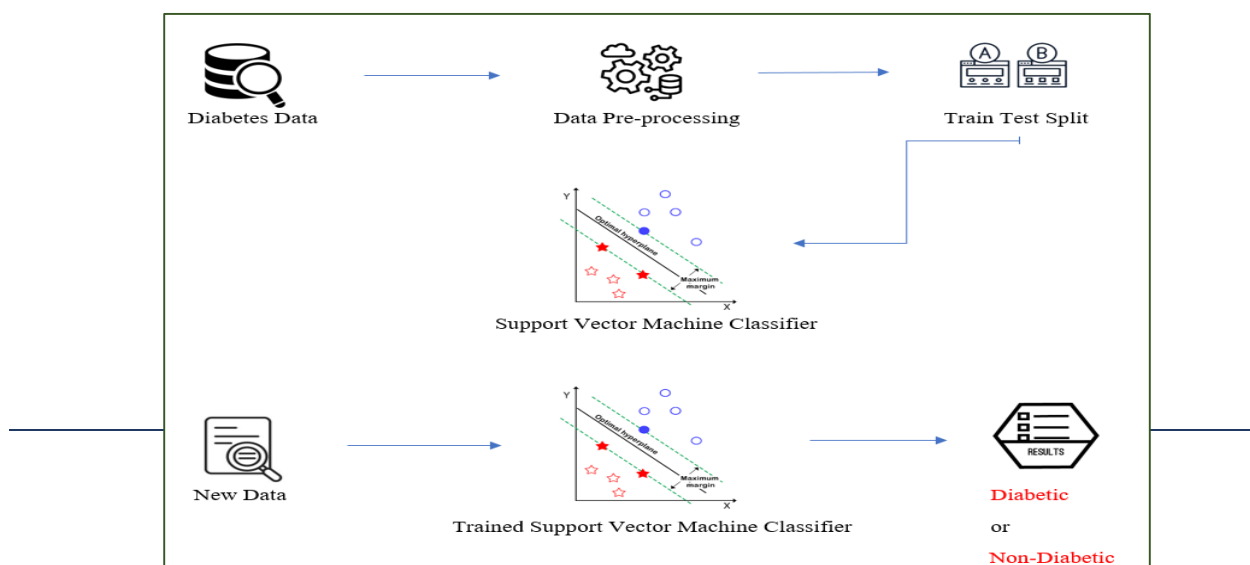 A B
Diabetes Data
Data Pre-processing
Train Test Split
Y
Optimal hyperplane
Maximum
margin
X
Support Vector Machine Classifier
Y
Optimal hyperplane
Maximum
margin
X
RESULTS
New Data
Trained Support Vector Machine Classifier
Diabetic
or
Non-Diabetic